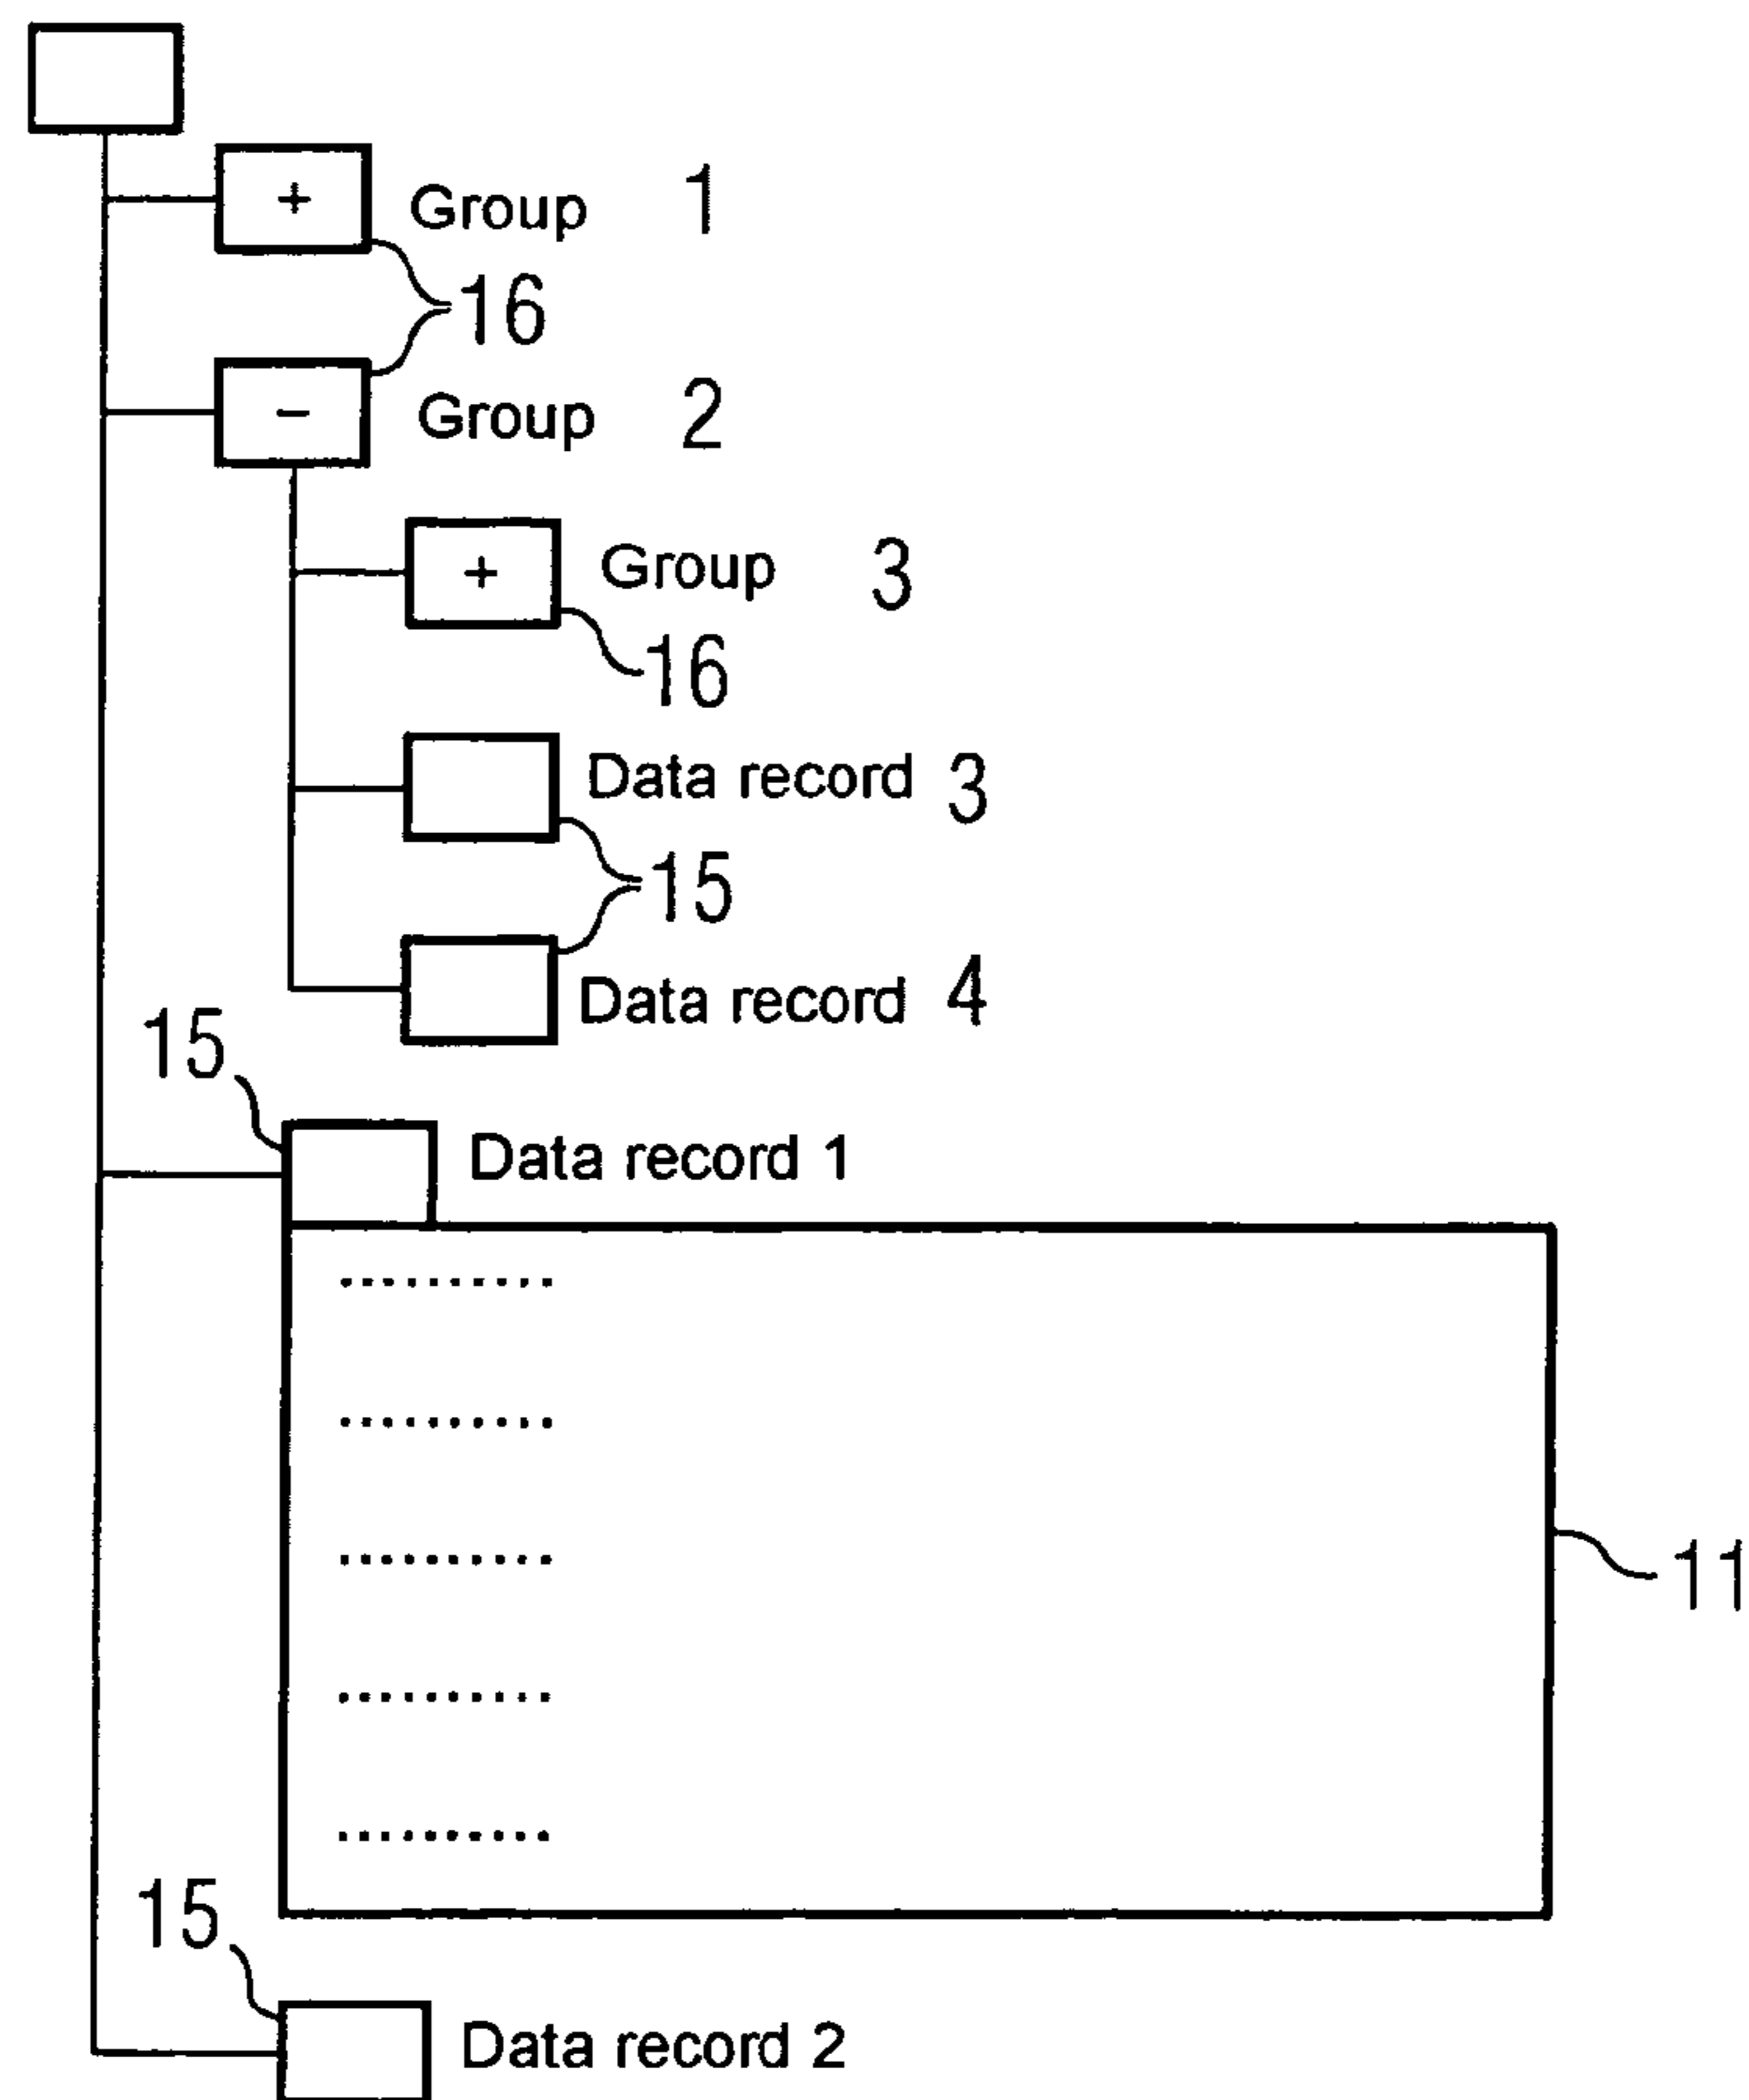 + Group 1
16
− Group 2
+ Group 3
16
Data record 3
15
Data record 4
15
Data record 1
..........
..........
..........
11
..........
..........
15
Data record 2